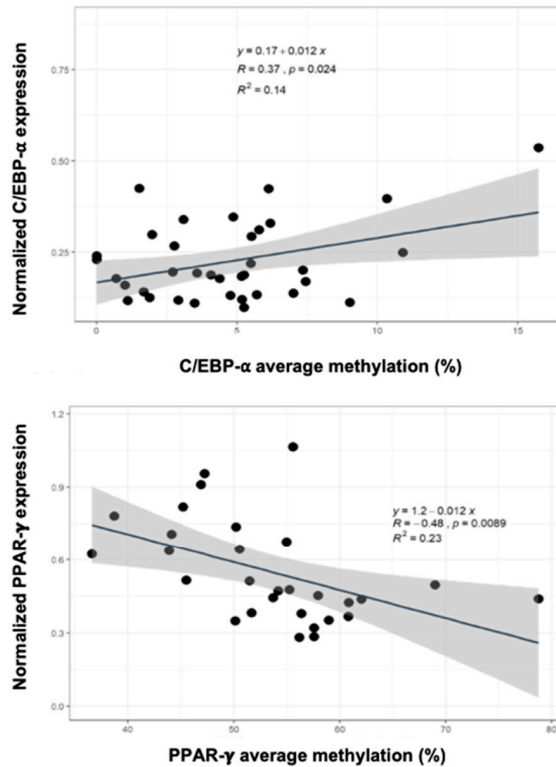 Normalized C/EBP-α expression
0.75
0.50
0.25
y = 0.17 + 0.012 x
R = 0.37 , p = 0.024
R² = 0.14
0
5
10
15
C/EBP-α average methylation (%)
Normalized PPAR-γ expression
1.2
0.9
0.6
0.3
0.0
y = 1.2 − 0.012 x
R = −0.48 , p = 0.0089
R² = 0.23
40
50
60
70
80
PPAR-γ average methylation (%)